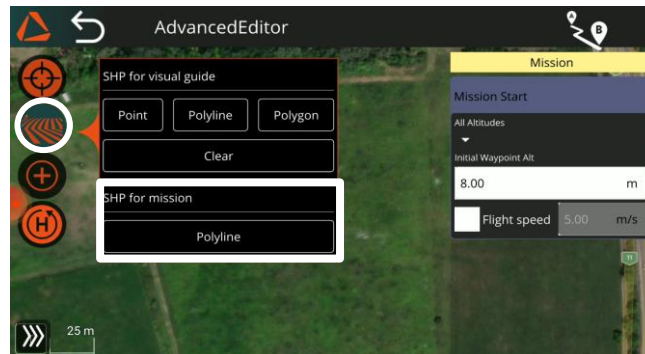 AdvancedEditor
A
B
SHP for visual guide
Point Polyline Polygon
Clear
SHP for mission
Polyline
Mission
Mission Start
All Altitudes
Initial Waypoint Alt
8.00 m
Flight speed 5.00 m/s
H
11
25 m